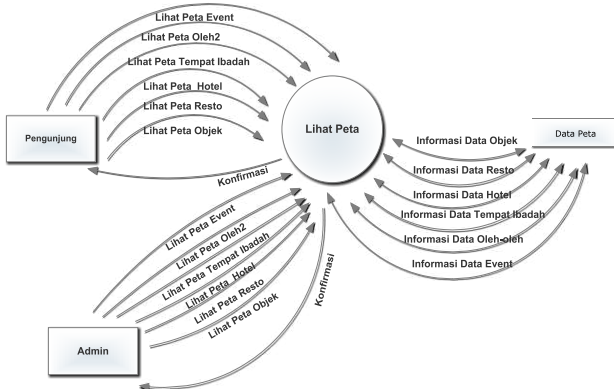 Lihat Peta Event
Lihat Peta Oleh2
Lihat Peta Tempat Ibadah
Lihat Peta Hotel
Lihat Peta Resto
Lihat Peta Objek
Pengunjung
Lihat Peta
Data Peta
Informasi Data Objek
Informasi Data Resto
Informasi Data Hotel
Informasi Data Tempat Ibadah
Informasi Data Oleh-oleh
Informasi Data Event
Konfirmasi
Lihat Peta Event
Lihat Peta Oleh2
Lihat Peta Tempat Ibadah
Lihat Peta Hotel
Lihat Peta Resto
Lihat Peta Objek
Konfirmasi
Admin